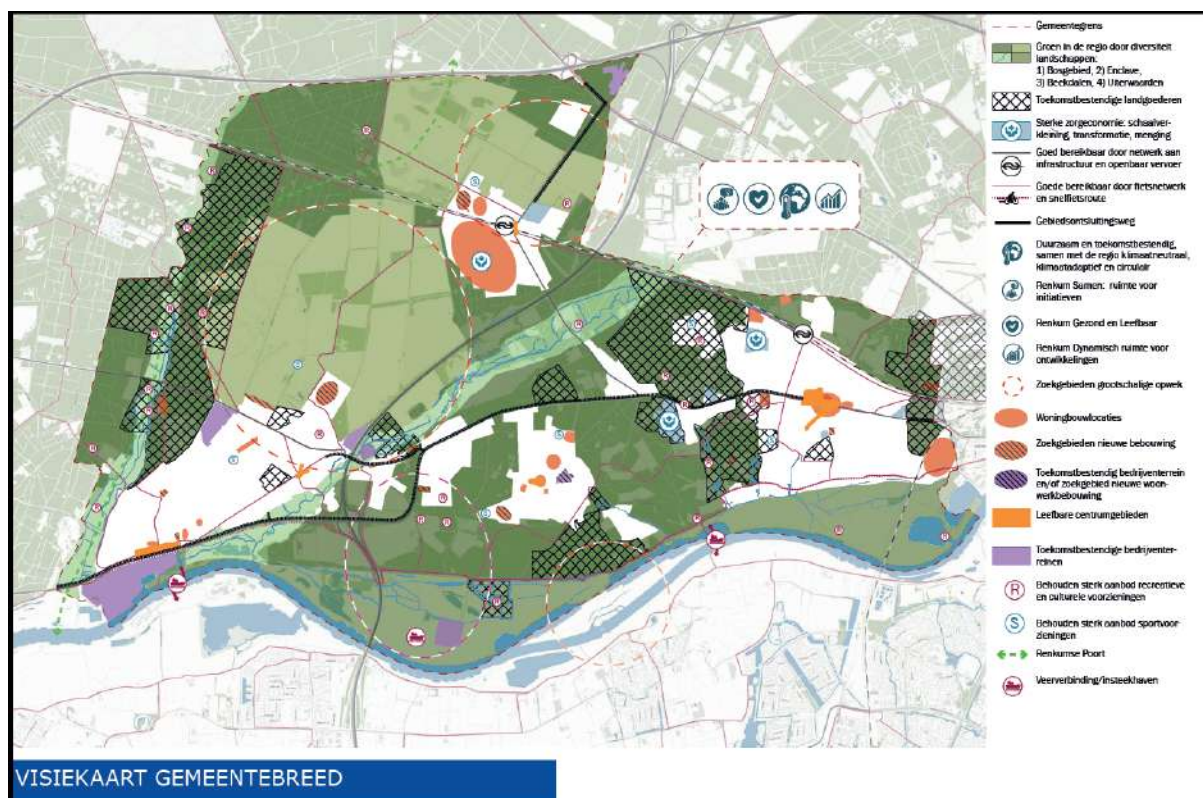 Gemeentegrens
Groen in de regio door diversiteit
landschappen:
1) Bosgebied, 2) Enclave,
3) Beekdalen, 4) Uiterwaarden
Toekomstbestendige landgoederen
Sterke zorgeconomie: schaalver-
kleining, transformatie, menging
Goed bereikbaar door netwerk aan
infrastructuur en openbaar vervoer
Goede bereikbaar door fietsnetwerk
en snelfietsroute
Gebiedsontsluitingsweg
Duurzaam en toekomstbestendig,
samen met de regio klimaatneutraal,
klimaatadaptief en circulair
Renkum Samen: ruimte voor
initiatieven
Renkum Gezond en Leefbaar
Renkum Dynamisch ruimte voor
ontwikkelingen
Zoekgebieden grootschalige opwek
Woningbouwlocaties
Zoekgebieden nieuwe bebouwing
Toekomstbestendig bedrijventerrein
en/of zoekgebied nieuwe woon-
werkbebouwing
Leefbare centrumgebieden
Toekomstbestendige bedrijventer-
reinen
R Behouden sterk aanbod recreatieve
en culturele voorzieningen
S Behouden sterk aanbod sportvoor-
zieningen
Renkumse Poort
Veerverbinding/insteekhaven
VISIEKAART GEMEENTEBREED